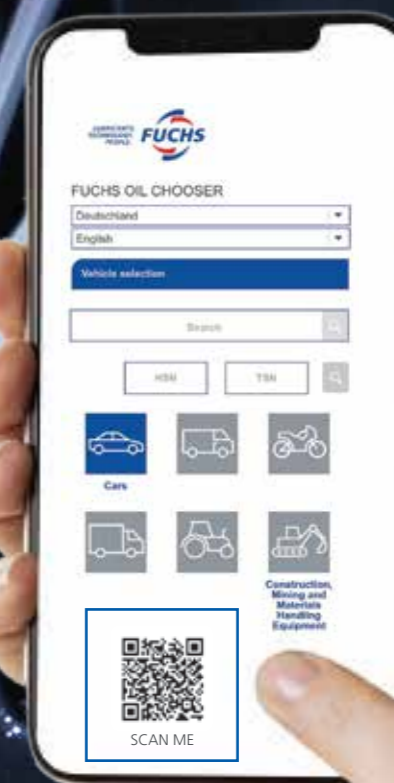 LUBRICANTS.
TECHNOLOGY.
PEOPLE.
FUCHS
FUCHS OIL CHOOSER
Deutschland
English
Vehicle selection
Search
HSN
TSN
Cars
Construction,
Mining and
Materials
Handling
Equipment
SCAN ME